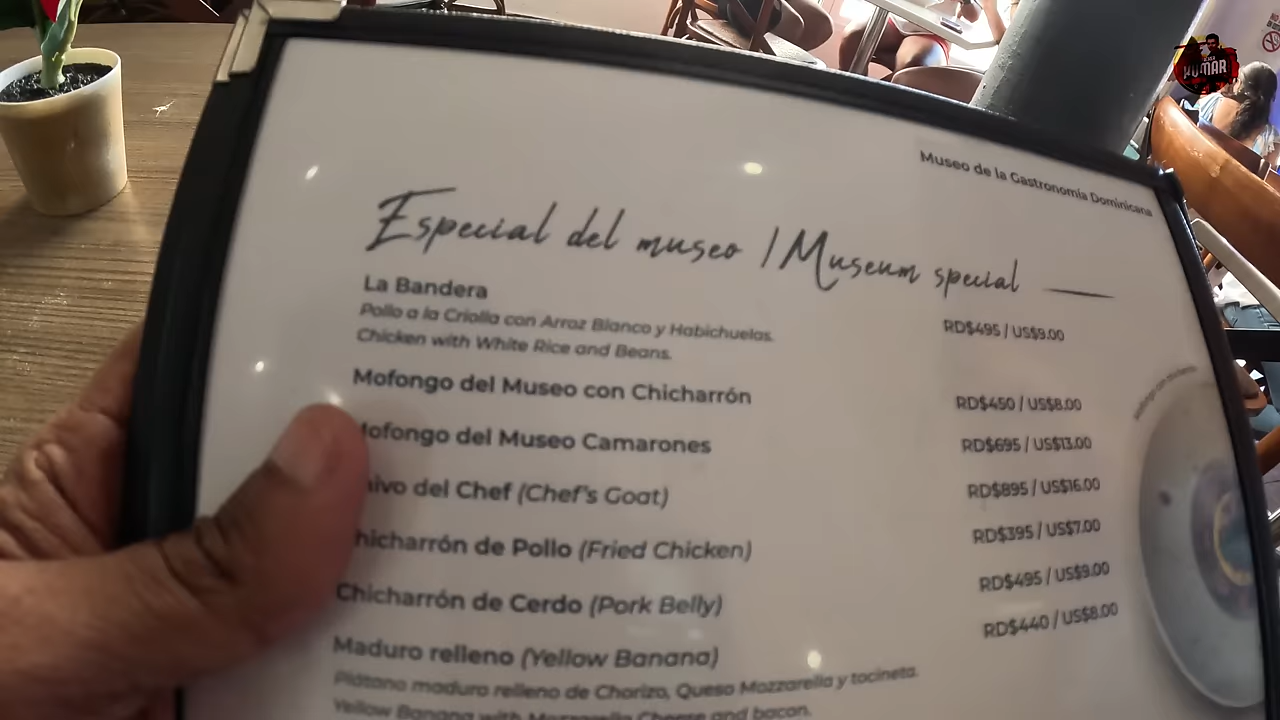 Museo de la Gastronomía Dominicana
Especial del museo / Museum special
La Bandera RD$495 / US$9.00
Pollo a la Criolla con Arroz Blanco y Habichuelas.
Chicken with White Rice and Beans.
Mofongo del Museo con Chicharrón RD$450 / US$8.00
ofongo del Museo Camarones RD$695 / US$13.00
ivo del Chef (Chef's Goat) RD$895 / US$16.00
hicharrón de Pollo (Fried Chicken) RD$395 / US$7.00
Chicharrón de Cerdo (Pork Belly) RD$495 / US$9.00
Maduro relleno (Yellow Banana) RD$440 / US$8.00
Plátano maduro relleno de Chorizo, Queso Mozzarella y tocineta.
Yellow Banana with Mozzarella Cheese and bacon.
KUMAR